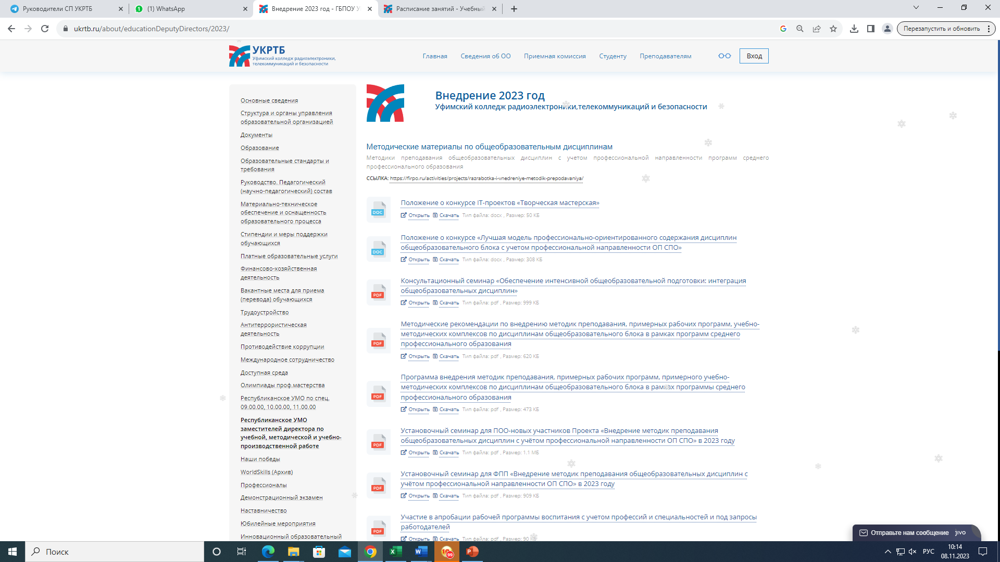 Руководители СП УКРТБ
(1) WhatsApp
Внедрение 2023 год - ГБПОУ У
Расписание занятий - Учебный
ukrtb.ru/about/educationDeputyDirectors/2023/
Перезапустить и обновить
УКРТБ
Уфимский колледж радиоэлектроники,
телекоммуникаций и безопасности
Главная
Сведения об ОО
Приемная комиссия
Студенту
Преподавателям
Вход
Основные сведения
Структура и органы управления
образовательной организацией
Документы
Образование
Образовательные стандарты и
требования
Руководство. Педагогический
(научно-педагогический) состав
Материально-техническое
обеспечение и оснащенность
образовательного процесса
Стипендии и меры поддержки
обучающихся
Платные образовательные услуги
Финансово-хозяйственная
деятельность
Вакантные места для приема
(перевода) обучающихся
Трудоустройство
Антитеррористическая
деятельность
Противодействие коррупции
Международное сотрудничество
Доступная среда
Олимпиады проф.мастерства
Республиканское УМО по спец.
09.00.00, 10.00.00, 11.00.00
Республиканское УМО
заместителей директора по
учебной, методической и учебно-
производственной работе
Наши победы
WorldSkills (Архив)
Профессионалы
Демонстрационный экзамен
Наставничество
Юбилейные мероприятия
Инновационный образовательный
Внедрение 2023 год
Уфимский колледж радиоэлектроники,телекоммуникаций и безопасности
Методические материалы по общеобразовательным дисциплинам
Методики преподавания общеобразовательных дисциплин с учетом профессиональной направленности программ среднего
профессионального образования
ССЫЛКА: https://firpo.ru/activities/projects/razrabotka-i-vnedreniye-metodik-prepodavaniya/
DOC
Положение о конкурсе IT-проектов «Творческая мастерская»
Открыть Скачать Тип файла: docx , Размер: 50 КБ
DOC
Положение о конкурсе «Лучшая модель профессионально-ориентированного содержания дисциплин
общеобразовательного блока с учетом профессиональной направленности ОП СПО»
Открыть Скачать Тип файла: docx , Размер: 308 КБ
PDF
Консультационный семинар «Обеспечение интенсивной общеобразовательной подготовки: интеграция
общеобразовательных дисциплин»
Открыть Скачать Тип файла: pdf , Размер: 999 КБ
PDF
Методические рекомендации по внедрению методик преподавания, примерных рабочих программ, учебно-
методических комплексов по дисциплинам общеобразовательного блока в рамках программ среднего
профессионального образования
Открыть Скачать Тип файла: pdf , Размер: 620 КБ
PDF
Программа внедрения методик преподавания, примерных рабочих программ, примерного учебно-
методических комплексов по дисциплинам общеобразовательного блока в рамках программы среднего
профессионального образования
Открыть Скачать Тип файла: pdf , Размер: 473 КБ
PDF
Установочный семинар для ПОО-новых участников Проекта «Внедрение методик преподавания
общеобразовательных дисциплин с учётом профессиональной направленности ОП СПО» в 2023 году
Открыть Скачать Тип файла: pdf , Размер: 1.1 МБ
PDF
Установочный семинар для ФПП «Внедрение методик преподавания общеобразовательных дисциплин с
учётом профессиональной направленности ОП СПО» в 2023 году
Открыть Скачать Тип файла: pdf , Размер: 909 КБ
PDF
Участие в апробации рабочей программы воспитания с учетом профессий и специальностей и под запросы
работодателей
Открыть Скачать Тип файла: pdf , Размер: 90
Отправьте нам сообщение jivo
Поиск
99
РУС
10:14
08.11.2023